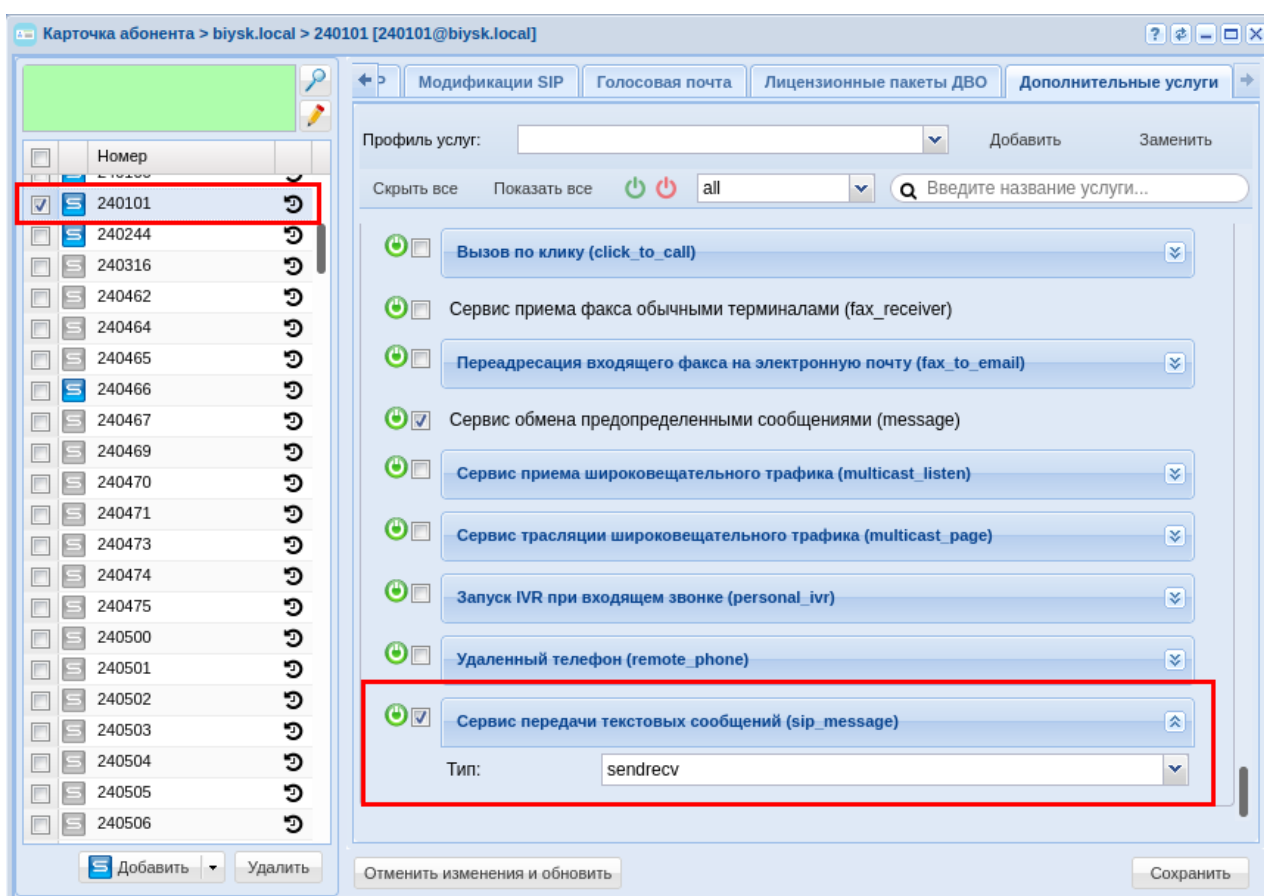 Карточка абонента > biysk.local > 240101 [240101@biysk.local]
Модификации SIP
Голосовая почта
Лицензионные пакеты ДВО
Дополнительные услуги
Номер
240101
240244
240316
240462
240464
240465
240466
240467
240469
240470
240471
240473
240474
240475
240500
240501
240502
240503
240504
240505
240506
Добавить
Удалить
Профиль услуг:
Добавить
Заменить
Скрыть все
Показать все
all
Введите название услуги...
Вызов по клику (click_to_call)
Сервис приема факса обычными терминалами (fax_receiver)
Переадресация входящего факса на электронную почту (fax_to_email)
Сервис обмена предопределенными сообщениями (message)
Сервис приема широковещательного трафика (multicast_listen)
Сервис трасляции широковещательного трафика (multicast_page)
Запуск IVR при входящем звонке (personal_ivr)
Удаленный телефон (remote_phone)
Сервис передачи текстовых сообщений (sip_message)
Тип:
sendrecv
Отменить изменения и обновить
Сохранить